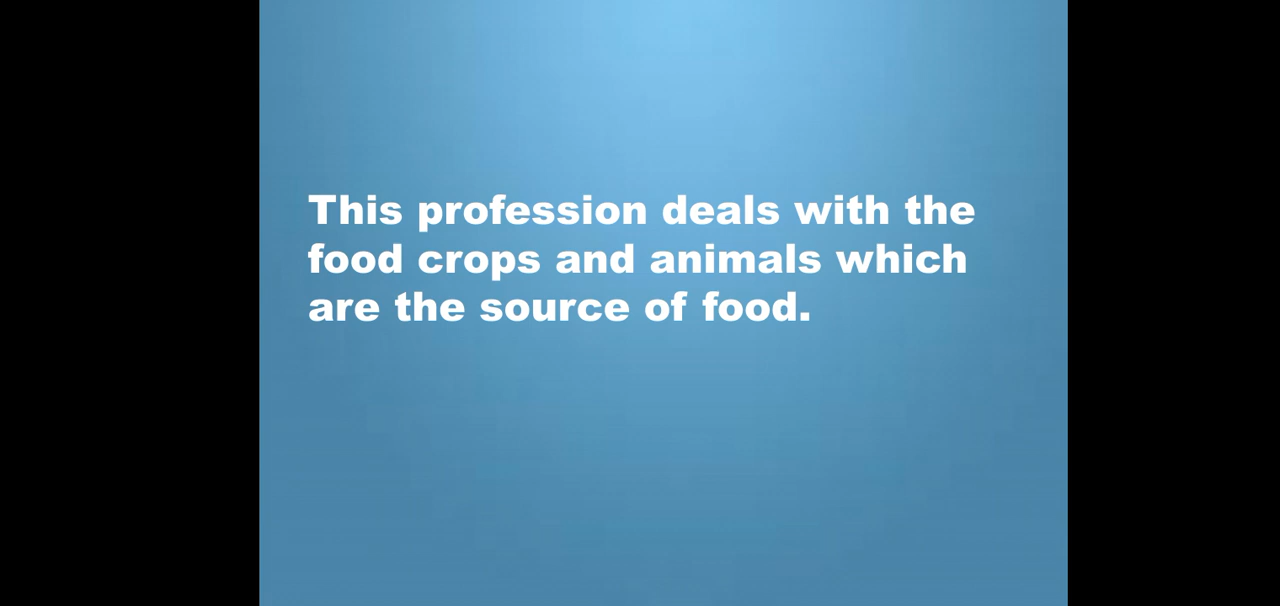 This profession deals with the
food crops and animals which
are the source of food.